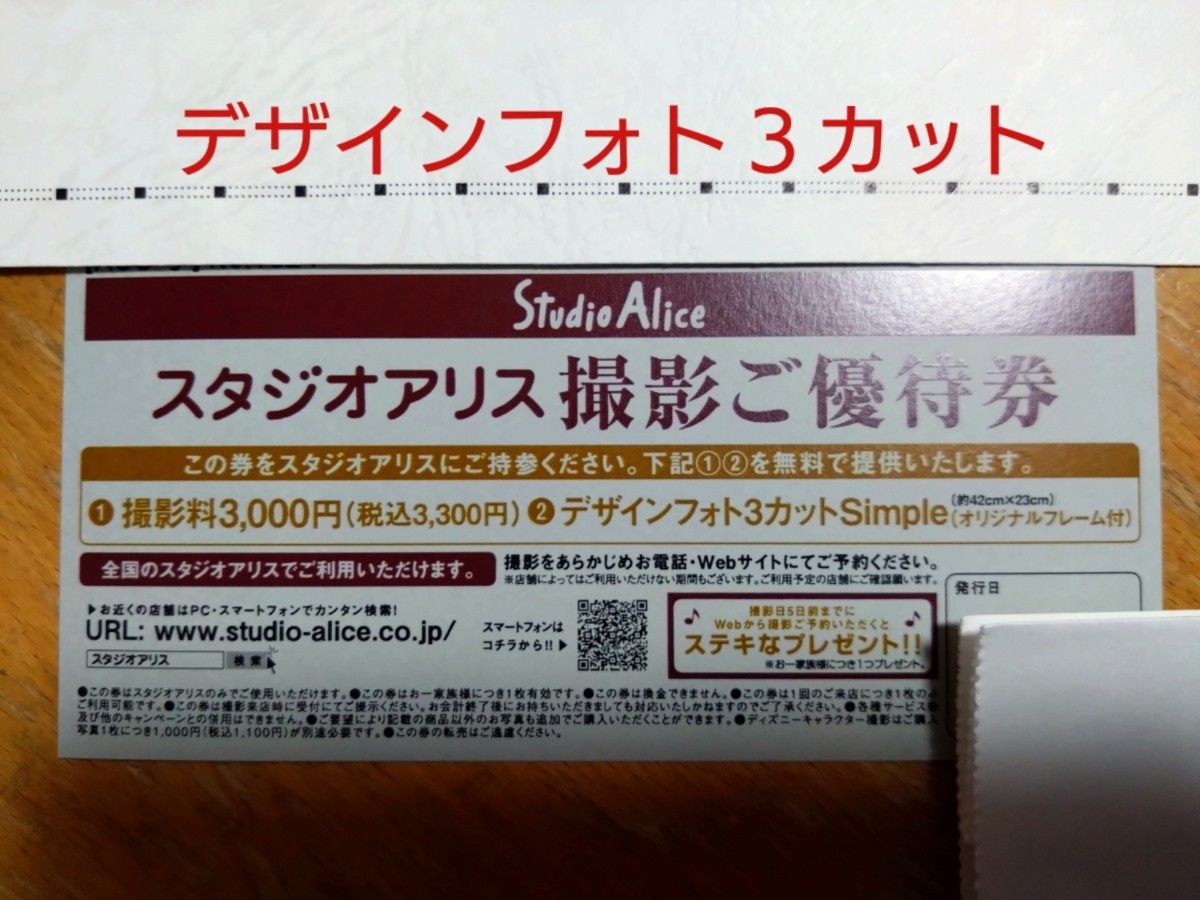 デザインフォト3カット
Studio Alice
スタジオアリス 撮影ご優待券
この券をスタジオアリスにご持参ください。下記①②を無料で提供いたします。
① 撮影料3,000円(税込3,300円) ② デザインフォト3カットSimple(約42cm×23cm)(オリジナルフレーム付)
全国のスタジオアリスでご利用いただけます。
撮影をあらかじめお電話・Webサイトにてご予約ください。
※店舗によってはご利用いただけない期間もございます。ご利用予定の店舗にご確認願います。
発行日
▶お近くの店舗はPC・スマートフォンでカンタン検索!
URL: www.studio-alice.co.jp/
スタジオアリス 検索
スマートフォンは
コチラから!!▶
撮影日5日前までに
Webから撮影ご予約いただくと
ステキなプレゼント!!
※お一家族様につき1つプレゼント。
●この券はスタジオアリスのみでご使用いただけます。●この券はお一家族様につき1枚有効です。●この券は換金できません。●この券は1回のご来店につき1枚のみ
ご利用可能です。●この券は撮影来店時に受付にてご提示ください。お会計終了後にお持ちいただきましても対応いたしかねますのでご了承ください。●各種サービス
及び他のキャンペーンとの併用はできません。●ご要望により記載の商品以外のお写真も追加でご購入いただくことができます。●ディズニーキャラクター撮影はご購入
写真1枚につき1,000円(税込1,100円)が別途必要です。●この券の転売はご遠慮ください。